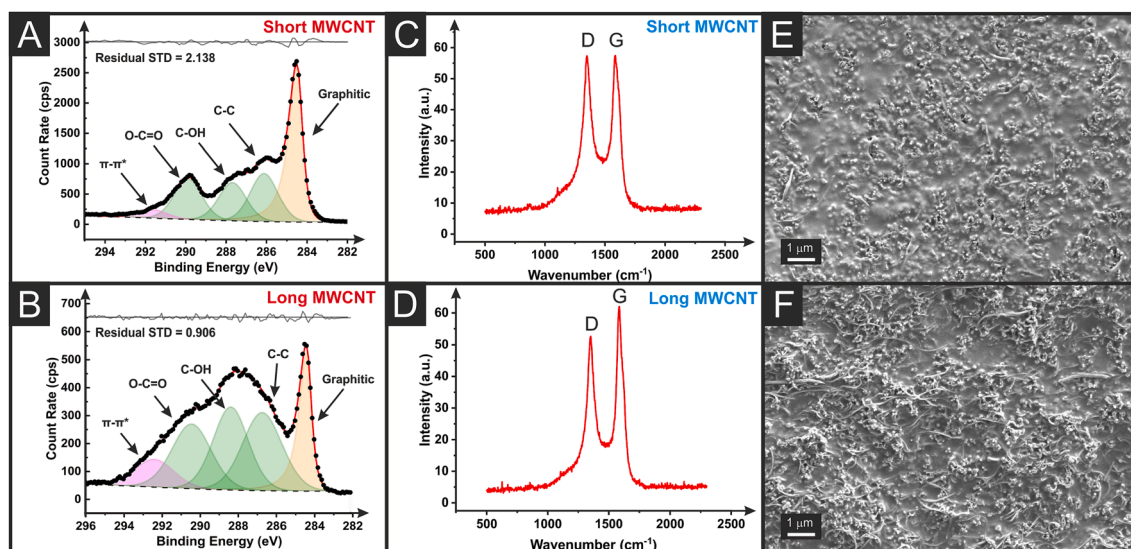 A
Short MWCNT
3000
2500
2000
1500
1000
500
0
Residual STD = 2.138
Graphitic
C-C
C-OH
O-C=O
π-π*
Count Rate (cps)
294 292 290 288 286 284 282
Binding Energy (eV)
C
Short MWCNT
60
50
40
30
20
10
0
D G
Intensity (a.u.)
500 1000 1500 2000 2500
Wavenumber (cm⁻¹)
E
1 μm
B
Long MWCNT
700
600
500
400
300
200
100
0
Residual STD = 0.906
C-C
C-OH
O-C=O
Graphitic
π-π*
Count Rate (cps)
296 294 292 290 288 286 284 282
Binding Energy (eV)
D
Long MWCNT
60
50
40
30
20
10
0
G
D
Intensity (a.u.)
500 1000 1500 2000 2500
Wavenumber (cm⁻¹)
F
1 μm